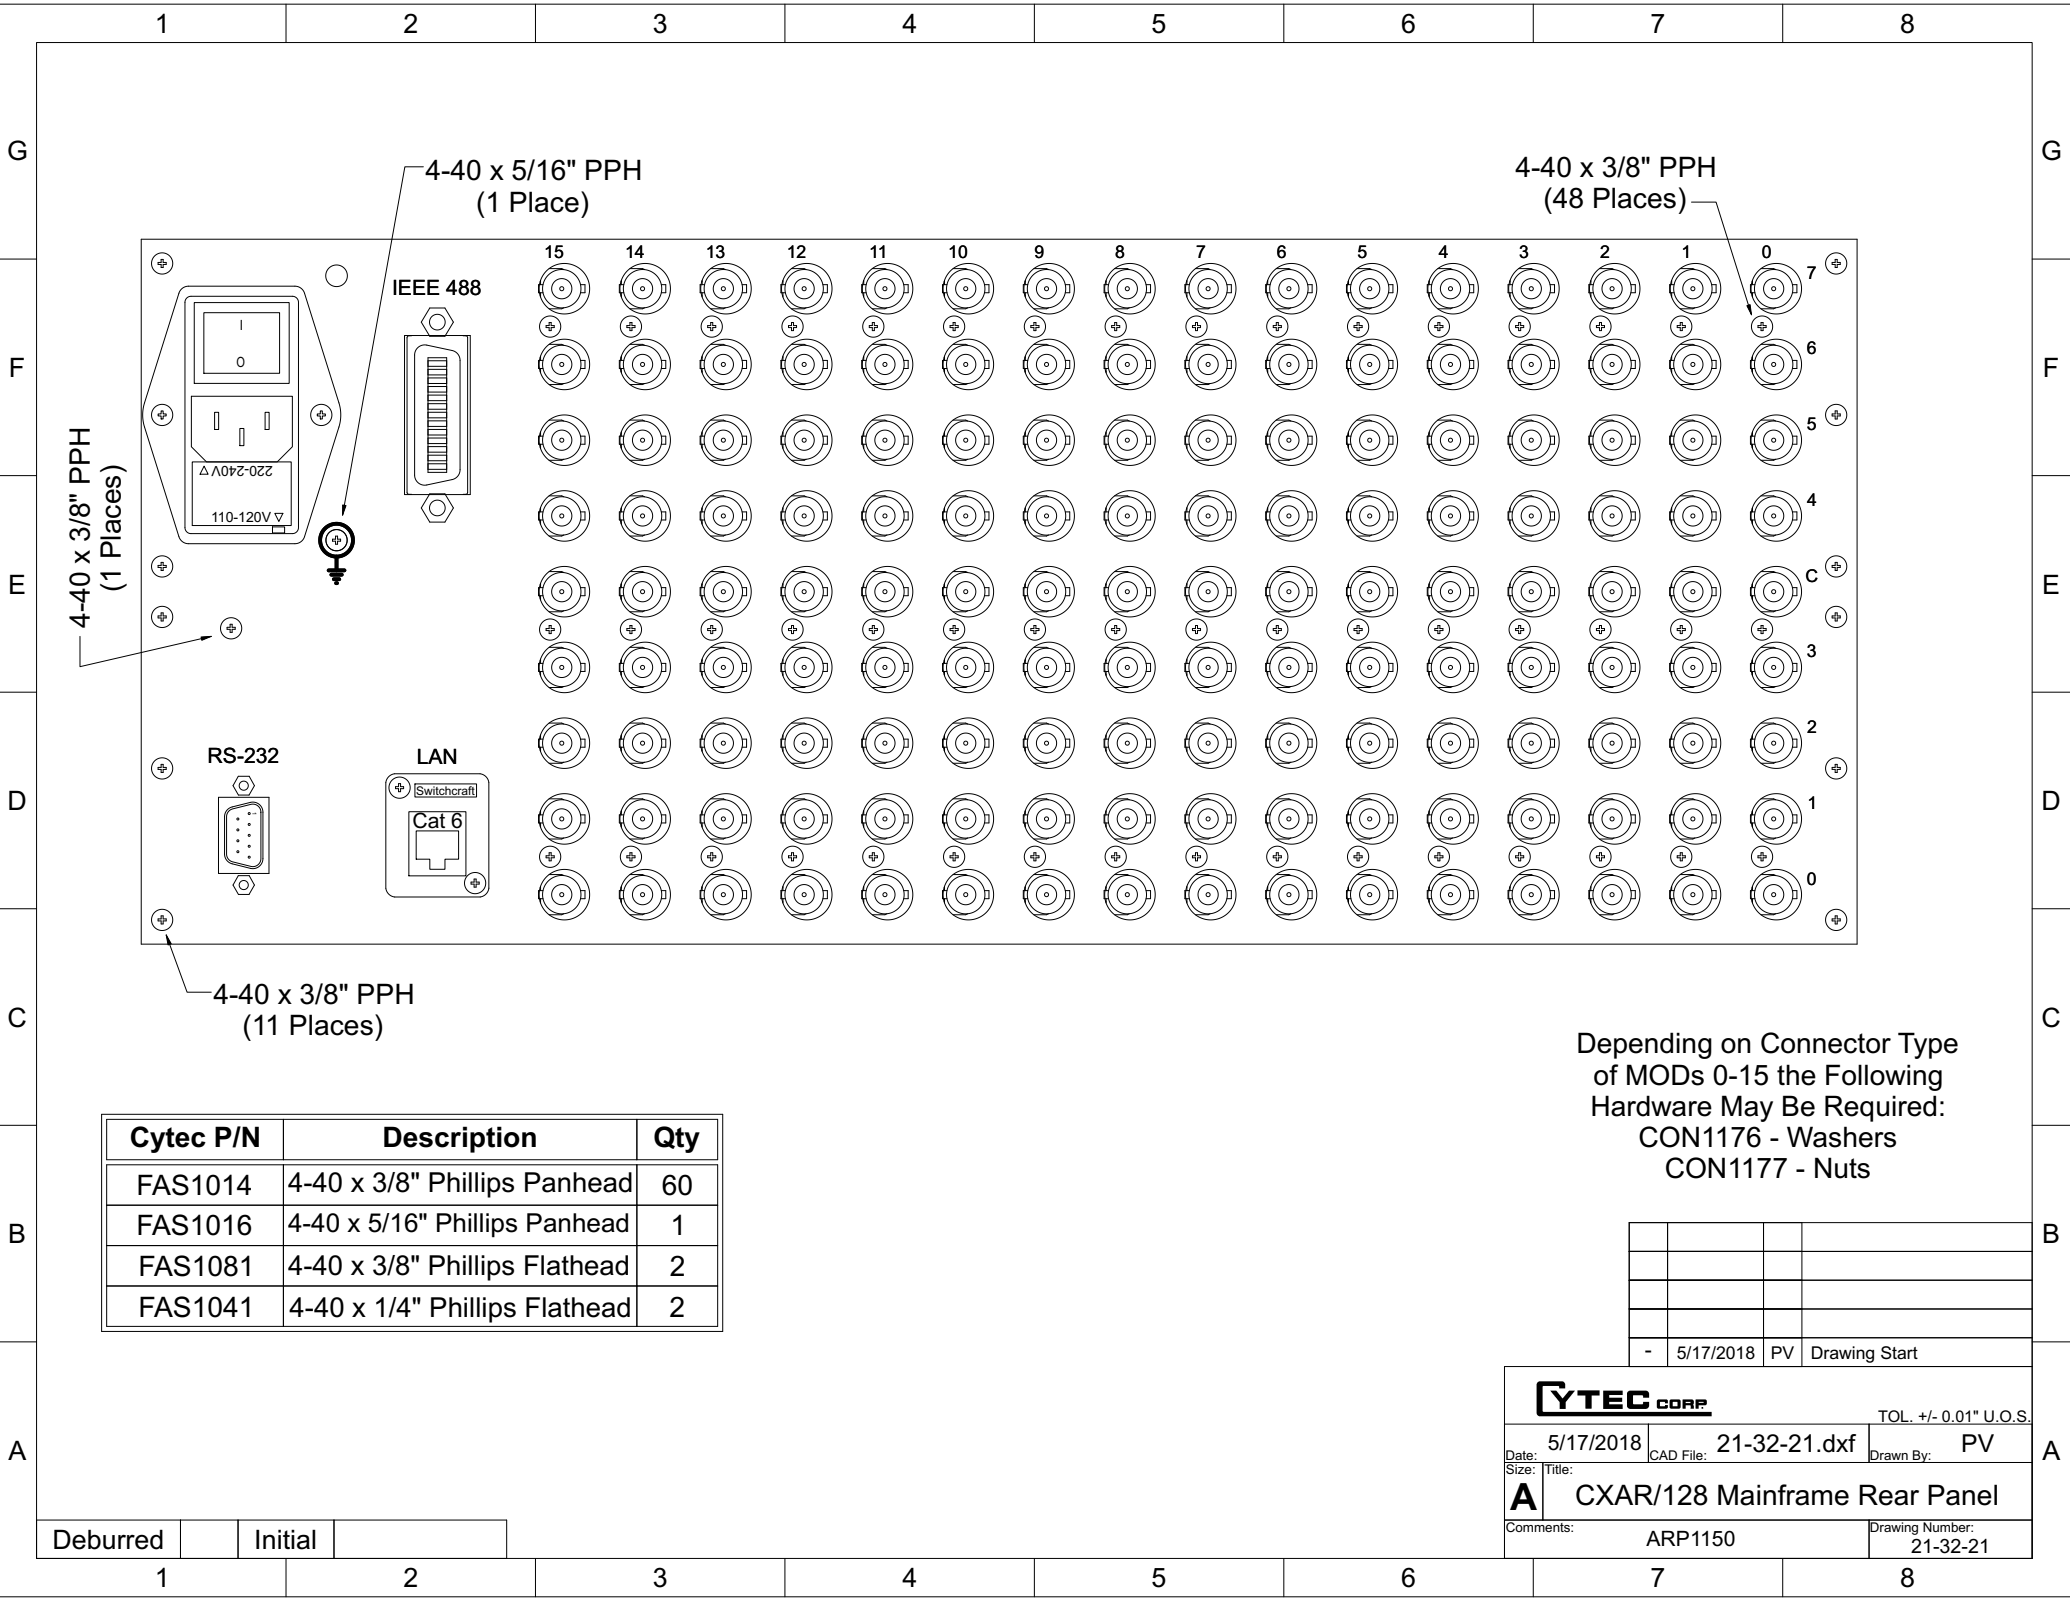 1 2 3 4 5 6 7 8
G G
4-40 x 5/16" PPH
(1 Place)
4-40 x 3/8" PPH
(48 Places)
15 14 13 12 11 10 9 8 7 6 5 4 3 2 1 0
IEEE 488
7
6
5
4
C
3
2
1
0
I
0
220-240V
110-120V
F F
4-40 x 3/8" PPH
(1 Places)
E E
RS-232
LAN
Switchcraft
Cat 6
D D
4-40 x 3/8" PPH
(11 Places)
C C
Depending on Connector Type
of MODs 0-15 the Following
Hardware May Be Required:
CON1176 - Washers
CON1177 - Nuts
Cytec P/N Description Qty
FAS1014 4-40 x 3/8" Phillips Panhead 60
FAS1016 4-40 x 5/16" Phillips Panhead 1
FAS1081 4-40 x 3/8" Phillips Flathead 2
FAS1041 4-40 x 1/4" Phillips Flathead 2
B B
- 5/17/2018 PV Drawing Start
CYTEC CORP.
TOL. +/- 0.01" U.O.S.
Date: 5/17/2018 CAD File: 21-32-21.dxf Drawn By: PV
A A
Size: A Title: CXAR/128 Mainframe Rear Panel
Comments: ARP1150 Drawing Number: 21-32-21
Deburred Initial
1 2 3 4 5 6 7 8